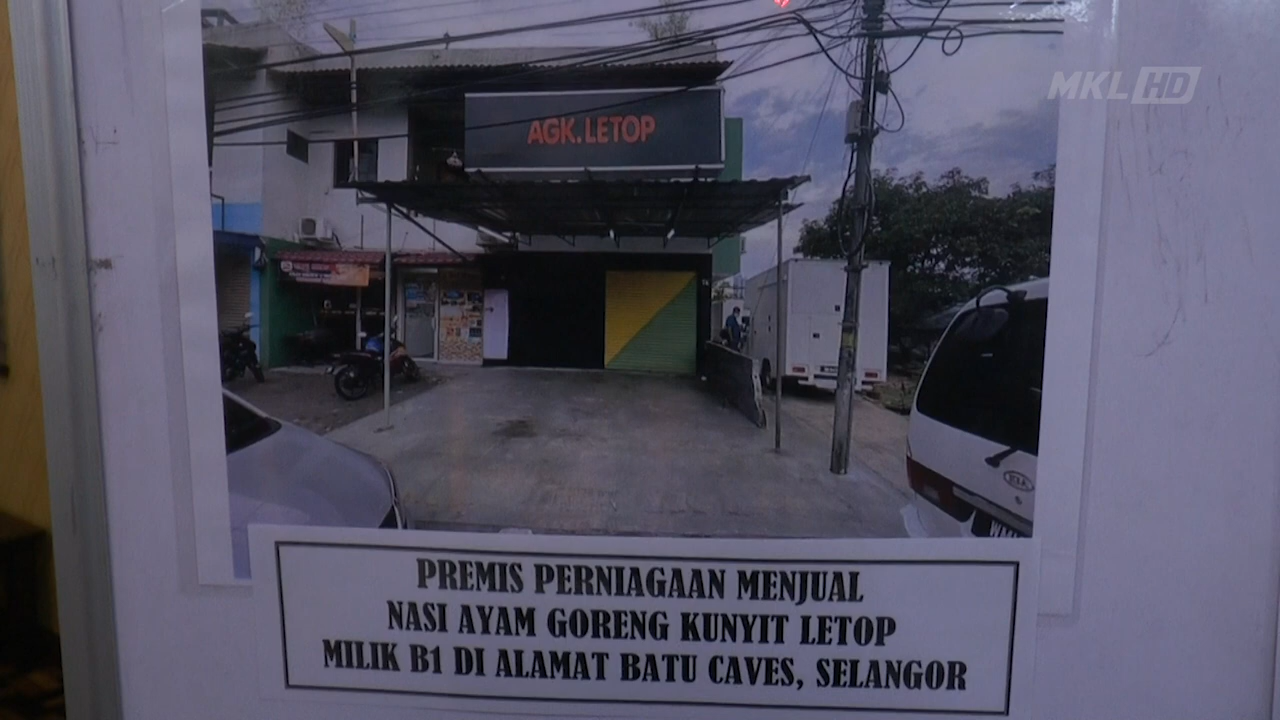 MKL HD
AGK.LETOP
KIA
PREMIS PERNIAGAAN MENJUAL
NASI AYAM GORENG KUNYIT LETOP
MILIK B1 DI ALAMAT BATU CAVES, SELANGOR